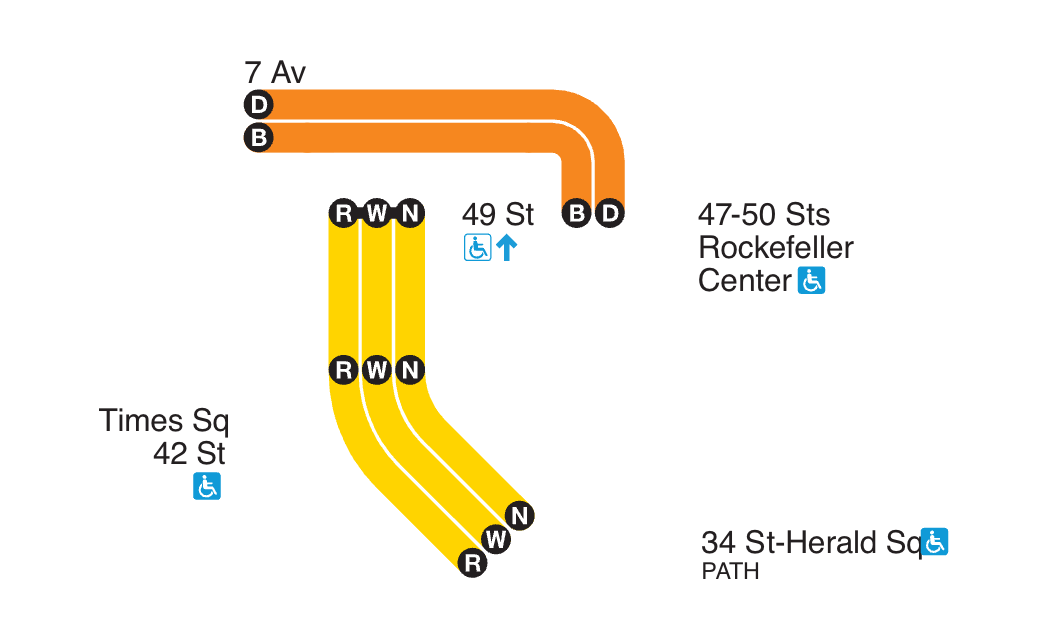 7 Av
D
B
R W N
49 St
B D
47-50 Sts
Rockefeller
Center
R W N
Times Sq
42 St
N
W
R
34 St-Herald Sq
PATH